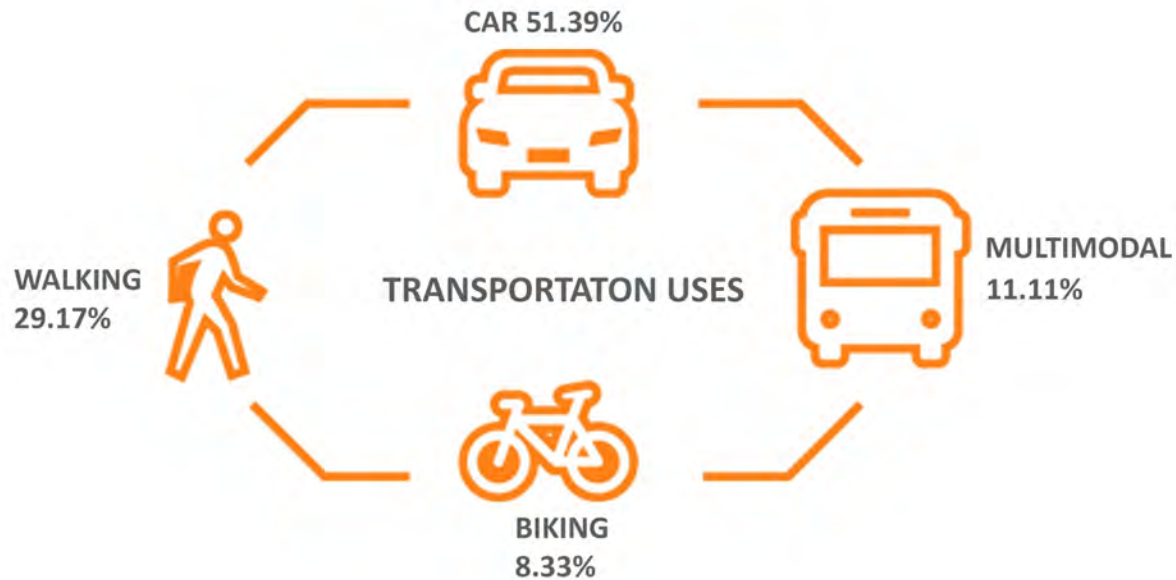 CAR 51.39%
WALKING
29.17%
TRANSPORTATON USES
MULTIMODAL
11.11%
BIKING
8.33%